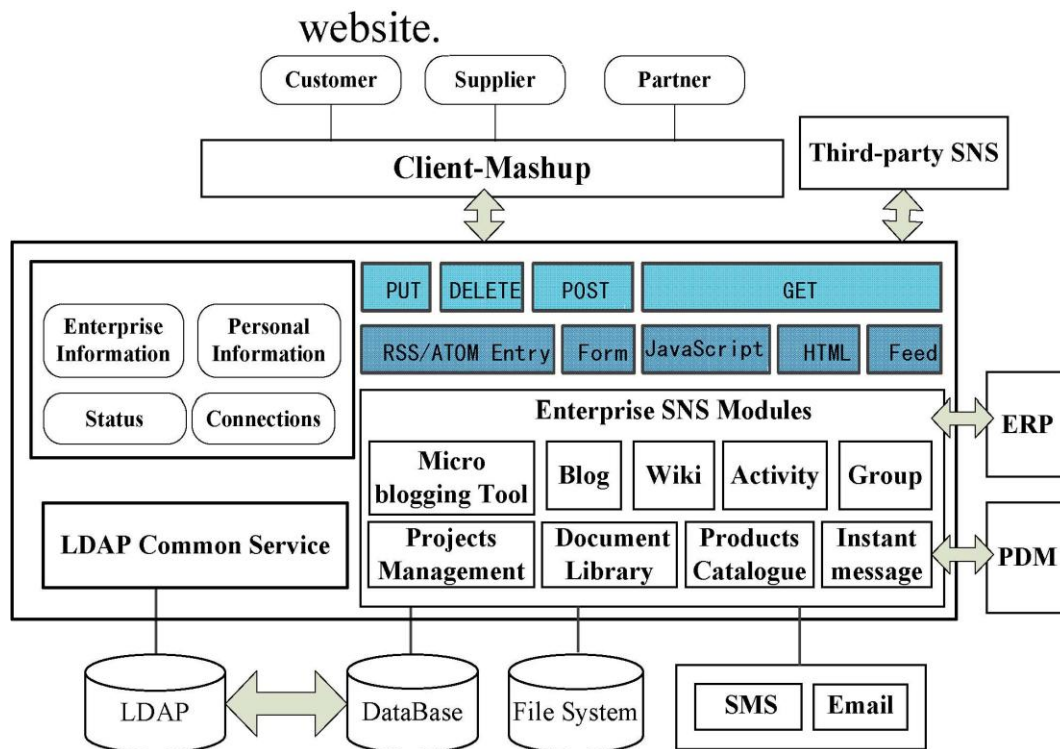 website.
Customer
Supplier
Partner
Client-Mashup
Third-party SNS
PUT
DELETE
POST
GET
Enterprise
Information
Personal
Information
Status
Connections
RSS/ATOM Entry
Form
JavaScript
HTML
Feed
Enterprise SNS Modules
Micro
blogging Tool
Blog
Wiki
Activity
Group
Projects
Management
Document
Library
Products
Catalogue
Instant
message
LDAP Common Service
ERP
PDM
LDAP
DataBase
File System
SMS
Email